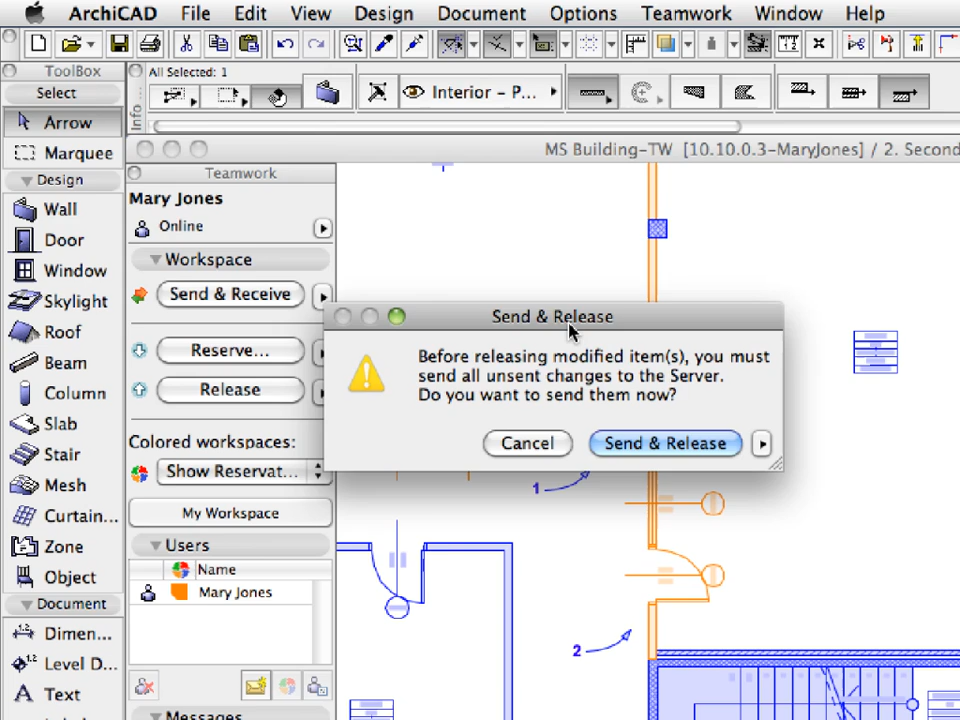 ArchiCAD File Edit View Design Document Options Teamwork Window Help
ToolBox
All Selected: 1
Select
Info
Interior - P...
Arrow
Marquee
MS Building-TW [10.10.0.3-MaryJones] / 2. Second
Teamwork
Design
Mary Jones
Wall
Online
Door
Workspace
Window
Send & Receive
Skylight
Send & Release
Roof
Reserve...
Before releasing modified item(s), you must
send all unsent changes to the Server.
Do you want to send them now?
Beam
Release
Column
Slab
Colored workspaces:
Cancel
Send & Release
Stair
Show Reservat...
Mesh
1
My Workspace
Curtain...
Zone
Users
Name
Object
Mary Jones
Document
Dimen...
2
Level D...
Text
Messages